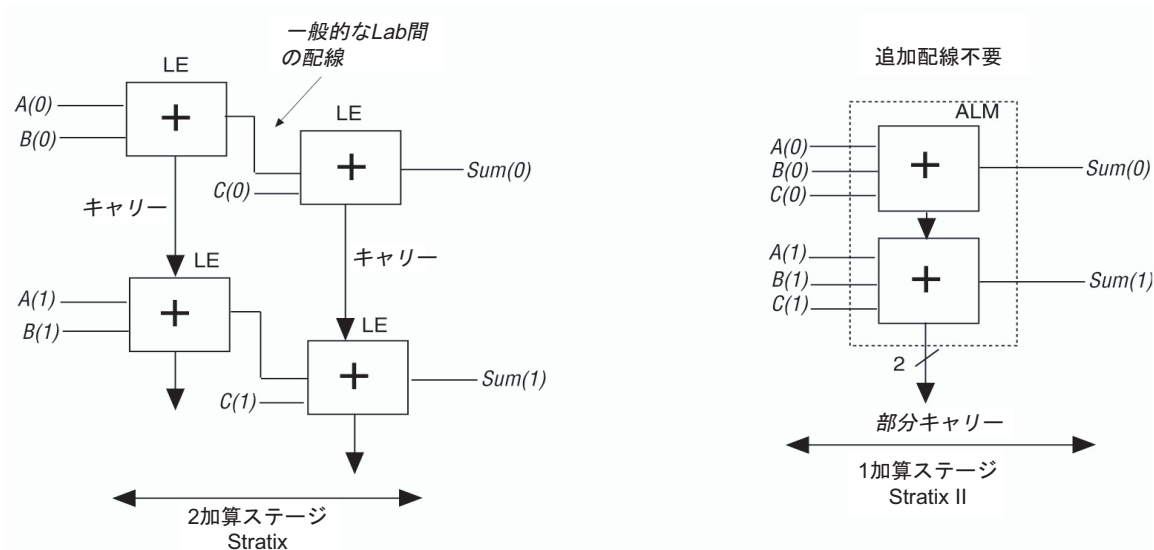 一般的なLab間
の配線
LE
A(0)
B(0)
LE
C(0)
Sum(0)
キャリー
キャリー
LE
A(1)
B(1)
LE
C(1)
Sum(1)
2加算ステージ
Stratix
追加配線不要
ALM
A(0)
B(0)
C(0)
Sum(0)
A(1)
B(1)
C(1)
Sum(1)
2
部分キャリー
1加算ステージ
Stratix II